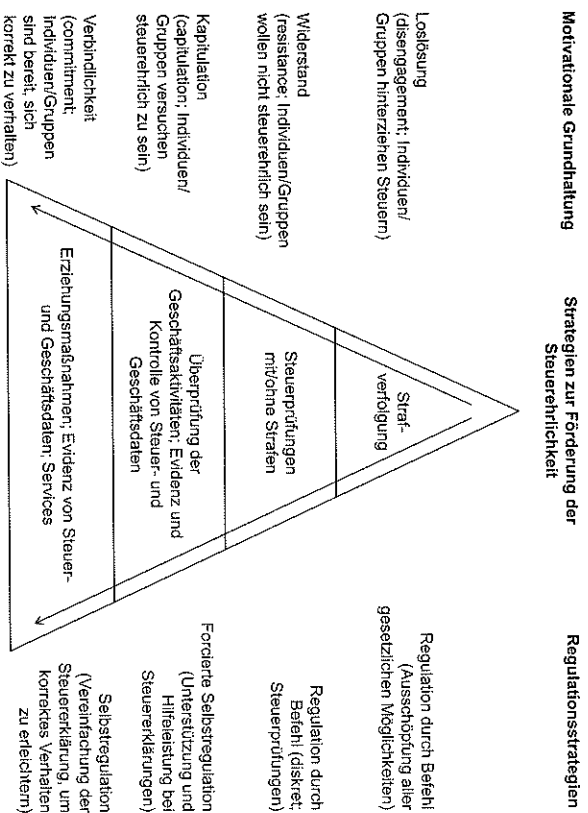 Motivationale Grundhaltung
Strategien zur Förderung der
Steuerehrlichkeit
Regulationsstrategien
Loslösung
(disengagement; Individuen/
Gruppen hinterziehen Steuern)
Straf-
verfolgung
Regulation durch Befehl
(Ausschöpfung aller
gesetzlichen Möglichkeiten)
Widerstand
(resistance; Individuen/Gruppen
wollen nicht steuerehrlich sein)
Steuerprüfungen
mit/ohne Strafen
Regulation durch
Befehl (diskret;
Steuerprüfungen)
Kapitulation
(capitulation; Individuen/
Gruppen versuchen
steuerehrlich zu sein)
Überprüfung der
Geschäftsaktivitäten; Evidenz und
Kontrolle von Steuer- und
Geschäftsdaten
Forcierte Selbstregulation
(Unterstützung und
Hilfeleistung bei
Steuererklärungen)
Verbindlichkeit
(commitment;
Individuen/Gruppen
sind bereit, sich
korrekt zu verhalten)
Erziehungsmaßnahmen; Evidenz von Steuer-
und Geschäftsdaten; Services
Selbstregulation
(Vereinfachung der
Steuererklärung, um
korrektes Verhalten
zu erleichtern)